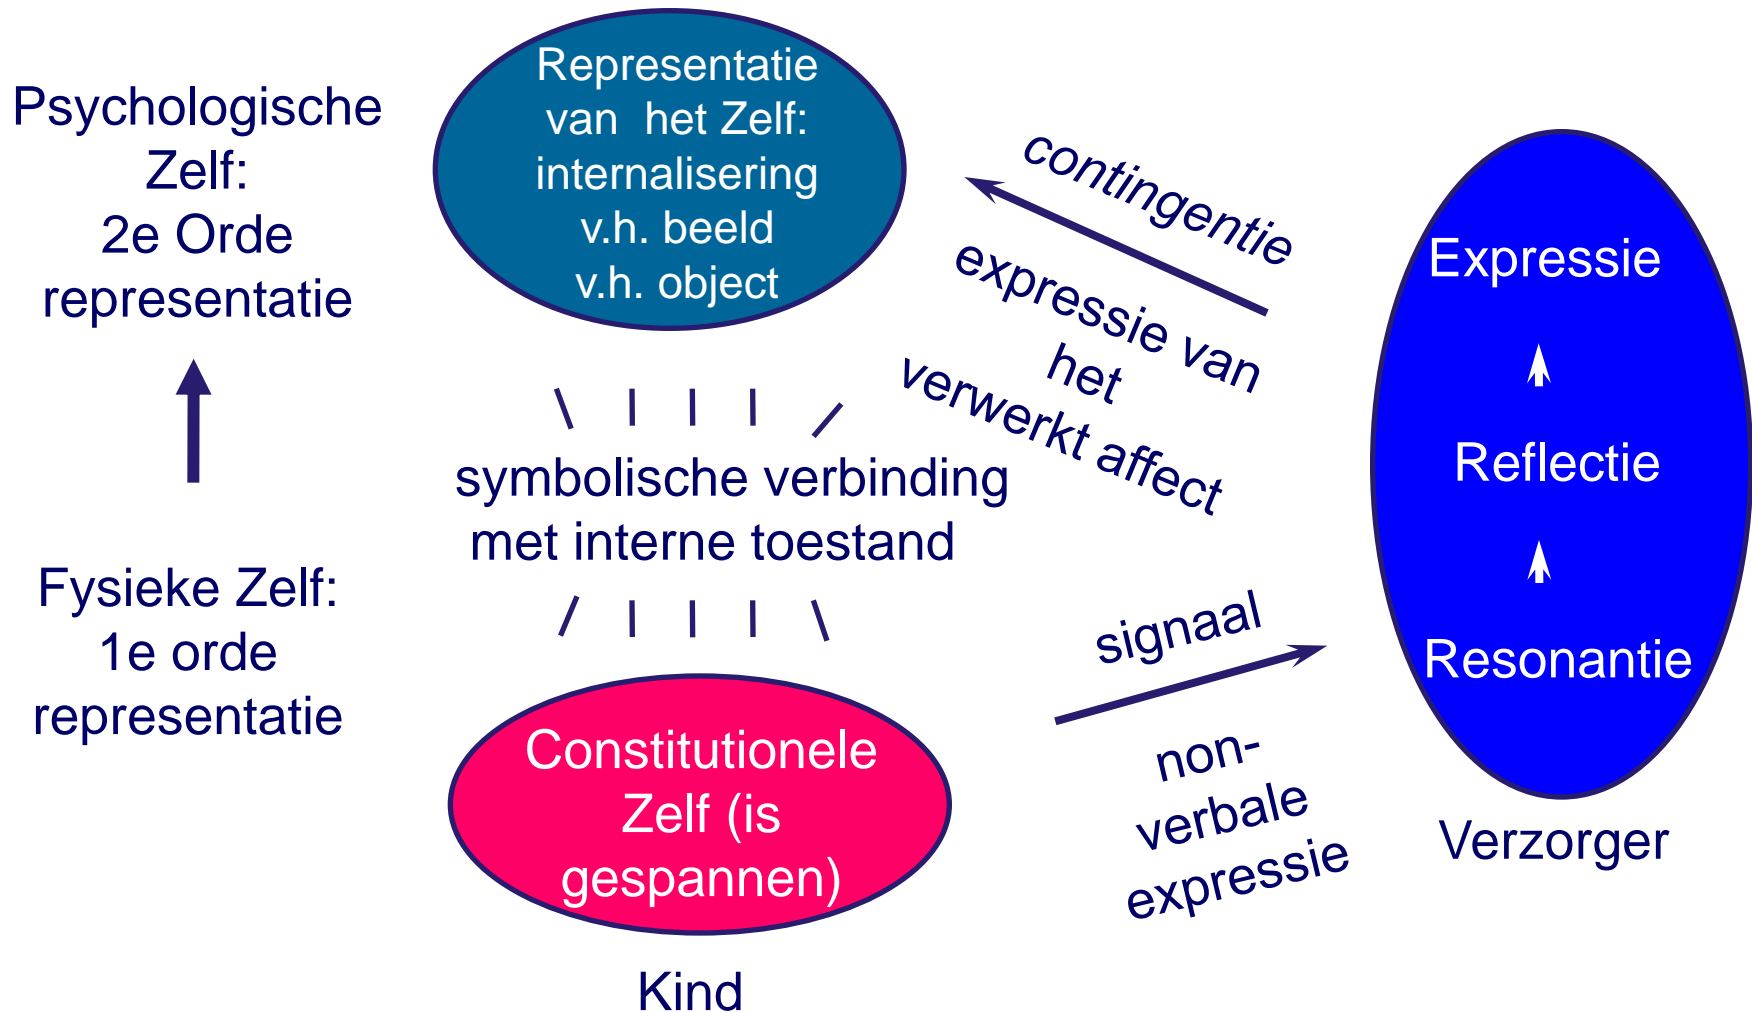 Psychologische
Zelf:
2e Orde
representatie
Fysieke Zelf:
1e orde
representatie
Representatie
van het Zelf:
internalisering
v.h. beeld
v.h. object
symbolische verbinding
met interne toestand
Constitutionele
Zelf (is
gespannen)
Kind
contingentie
expressie van
het
verwerkt affect
signaal
non-
verbale
expressie
Expressie
Reflectie
Resonantie
Verzorger